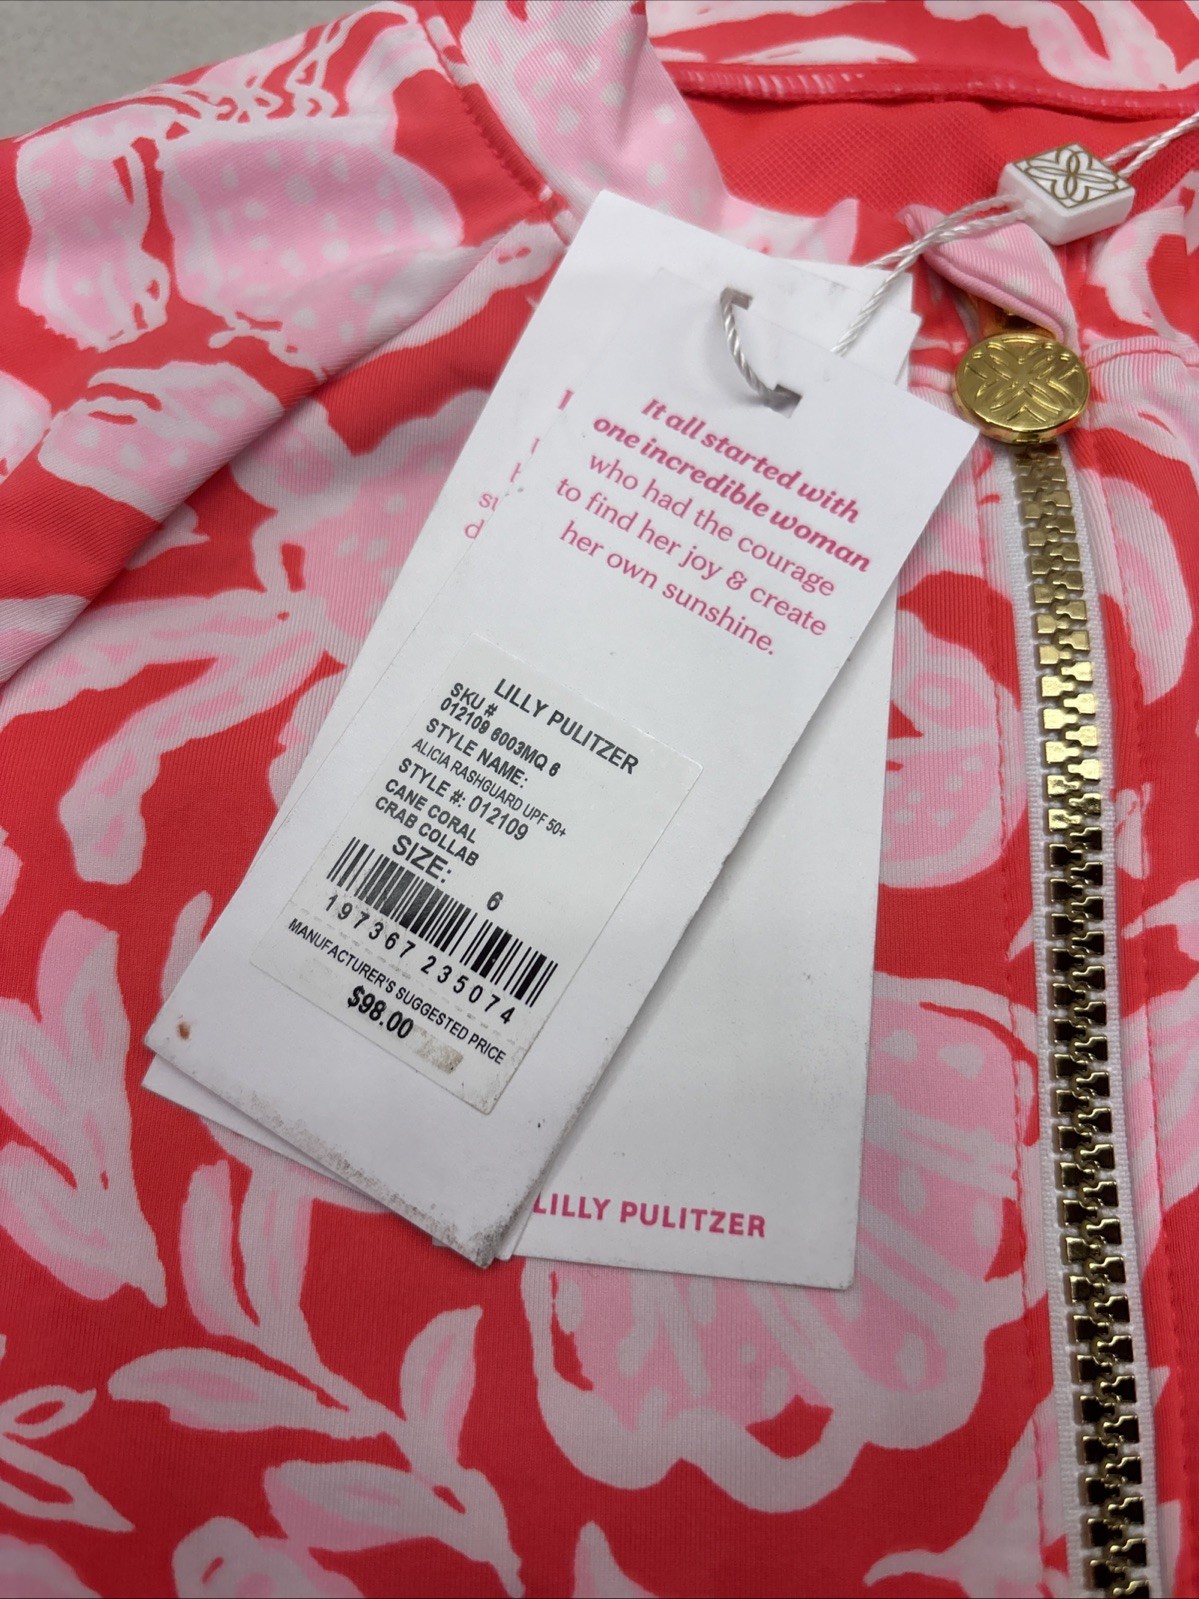 It all started with
one incredible woman
who had the courage
to find her joy & create
her own sunshine.
LILLY PULITZER
SKU #
012109 6003MQ 6
STYLE NAME:
ALICIA RASHGUARD UPF 50+
STYLE #: 012109
CANE CORAL
CRAB COLLAB
SIZE: 6
197367 235074
MANUFACTURER'S SUGGESTED PRICE
$98.00
LILLY PULITZER